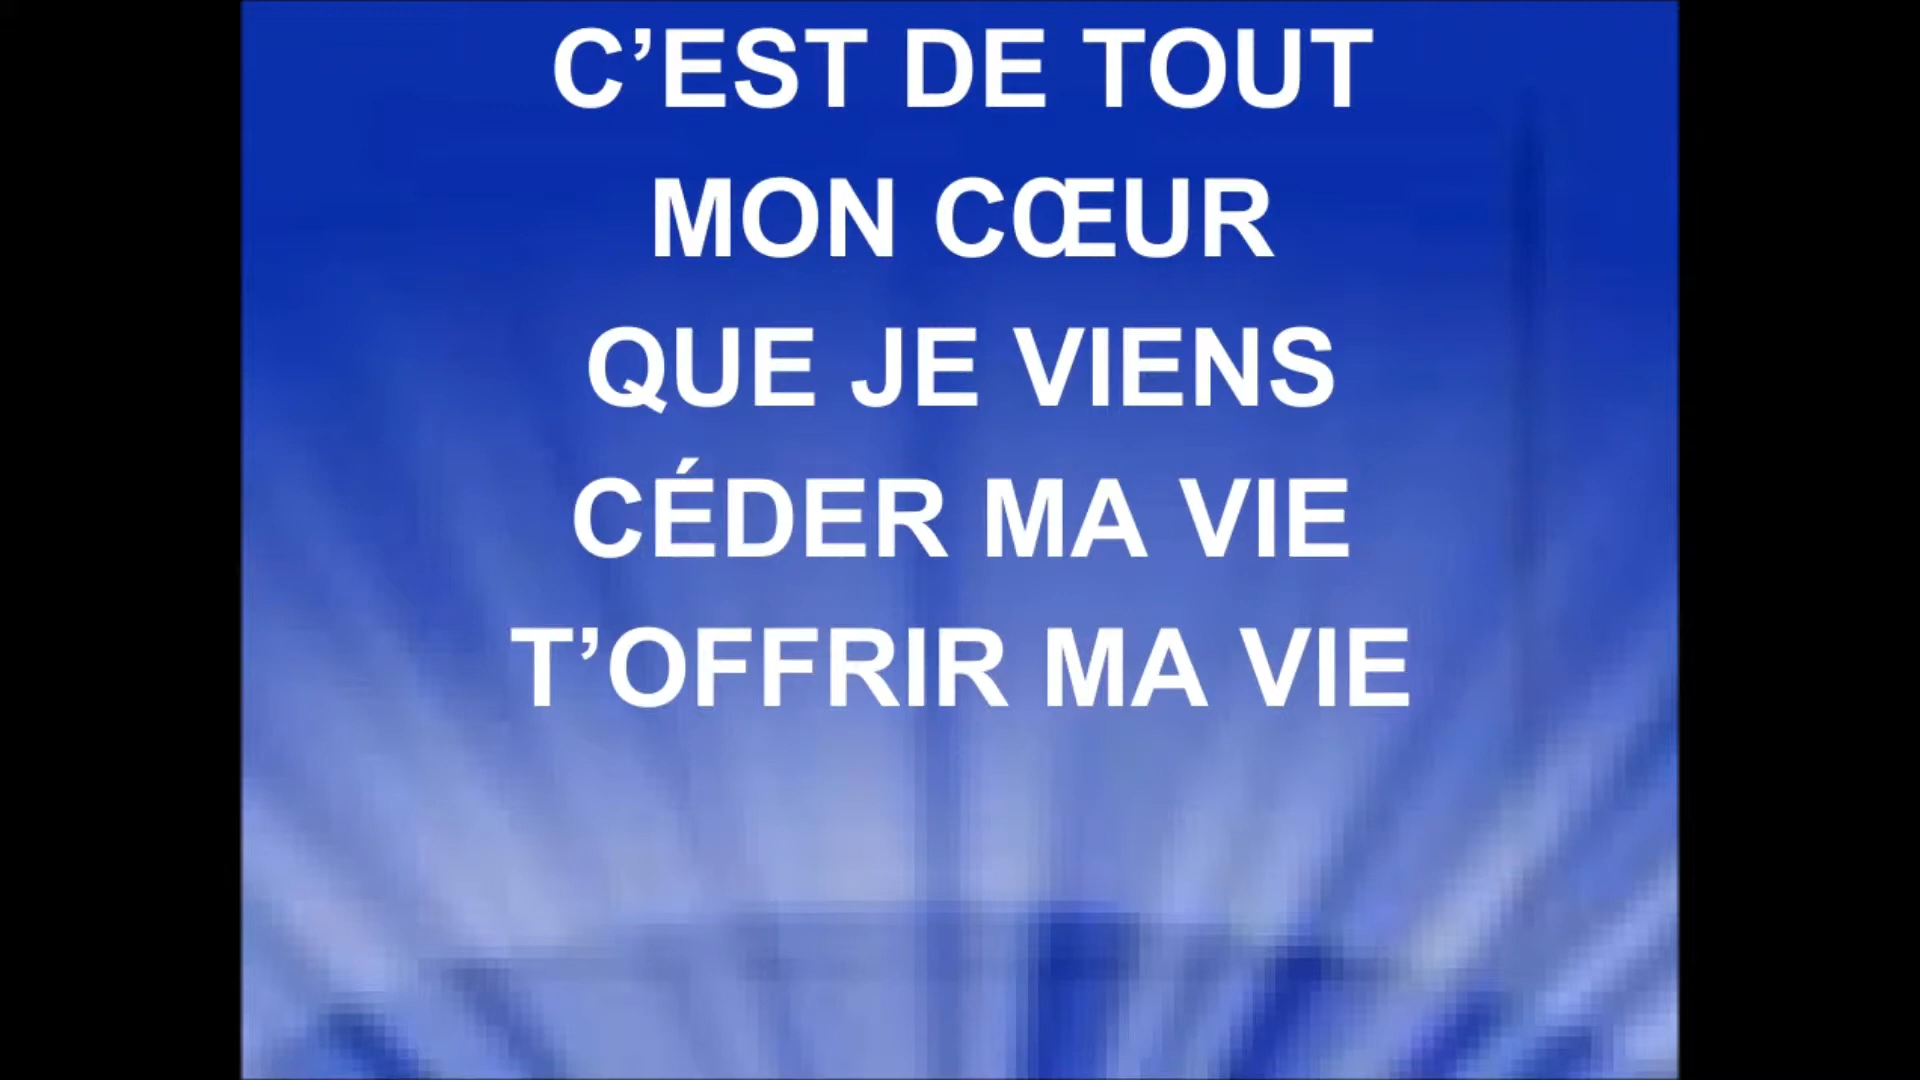 C’EST DE TOUT
MON CŒUR
QUE JE VIENS
CÉDER MA VIE
T’OFFRIR MA VIE